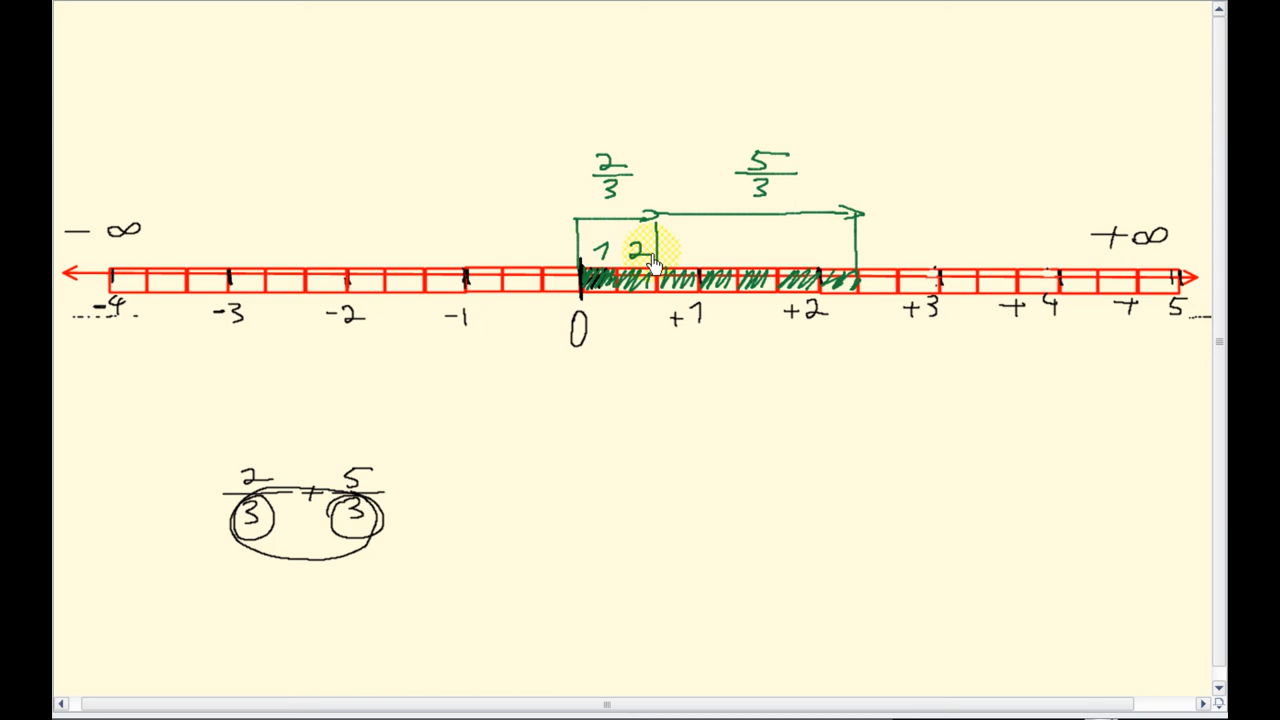 2/3 5/3
- ∞ +∞
1 2
-4 -3 -2 -1 0 +1 +2 +3 +4 +5
2/3 + 5/3